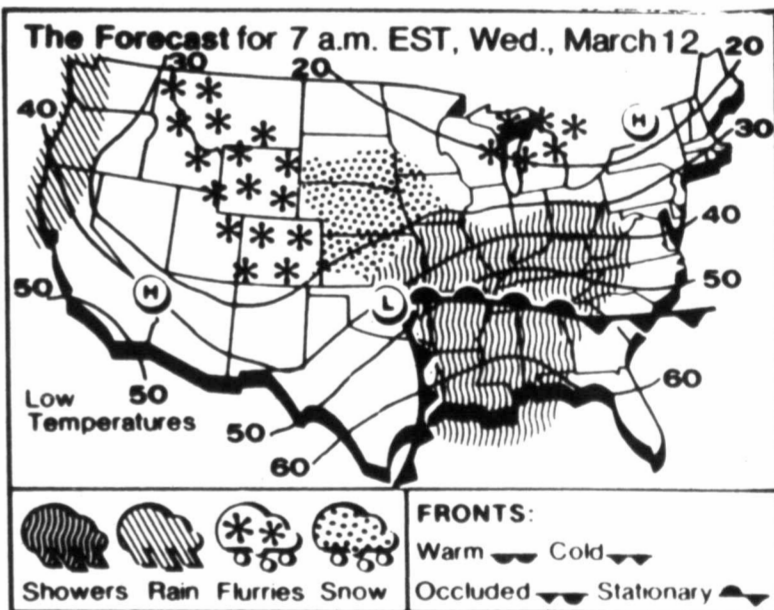 The Forecast for 7 a.m. EST, Wed., March 12
30
20
20
40
H
30
40
50
50
H
L
50
60
Low
Temperatures
50
60
FRONTS:
Warm Cold
Showers Rain Flurries Snow
Occluded Stationary